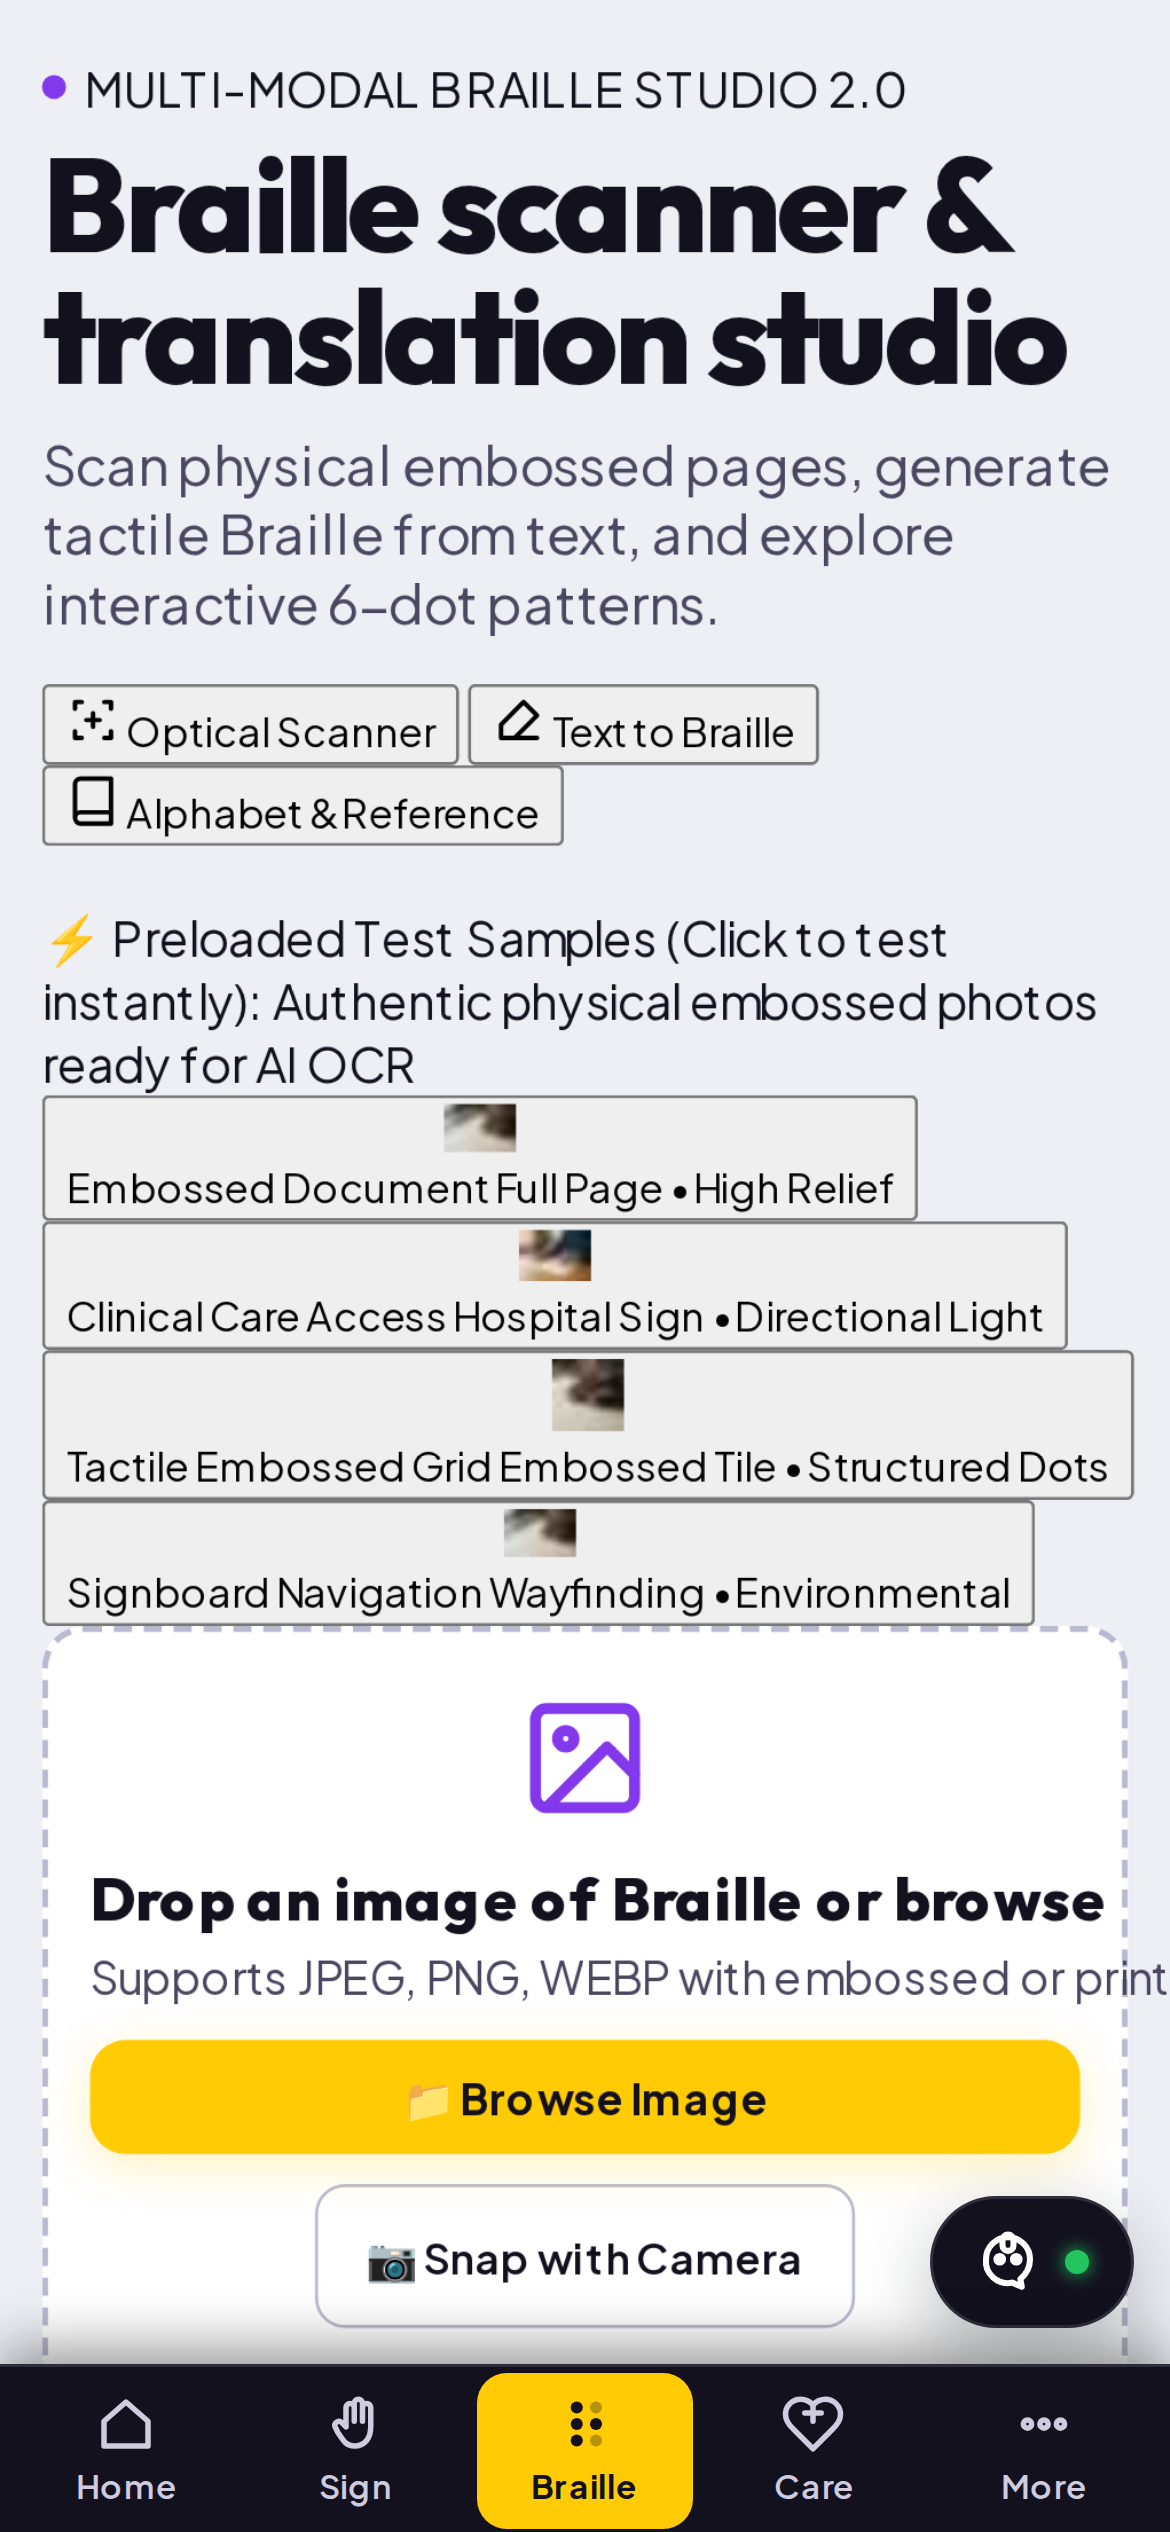 MULTI-MODAL BRAILLE STUDIO 2.0
Braille scanner &
translation studio
Scan physical embossed pages, generate
tactile Braille from text, and explore
interactive 6-dot patterns.
Optical Scanner
Text to Braille
Alphabet & Reference
⚡ Preloaded Test Samples (Click to test
instantly): Authentic physical embossed photos
ready for AI OCR
Embossed Document Full Page • High Relief
Clinical Care Access Hospital Sign • Directional Light
Tactile Embossed Grid Embossed Tile • Structured Dots
Signboard Navigation Wayfinding • Environmental
Drop an image of Braille or browse
Supports JPEG, PNG, WEBP with embossed or print
📁 Browse Image
📷 Snap with Camera
Home
Sign
Braille
Care
More